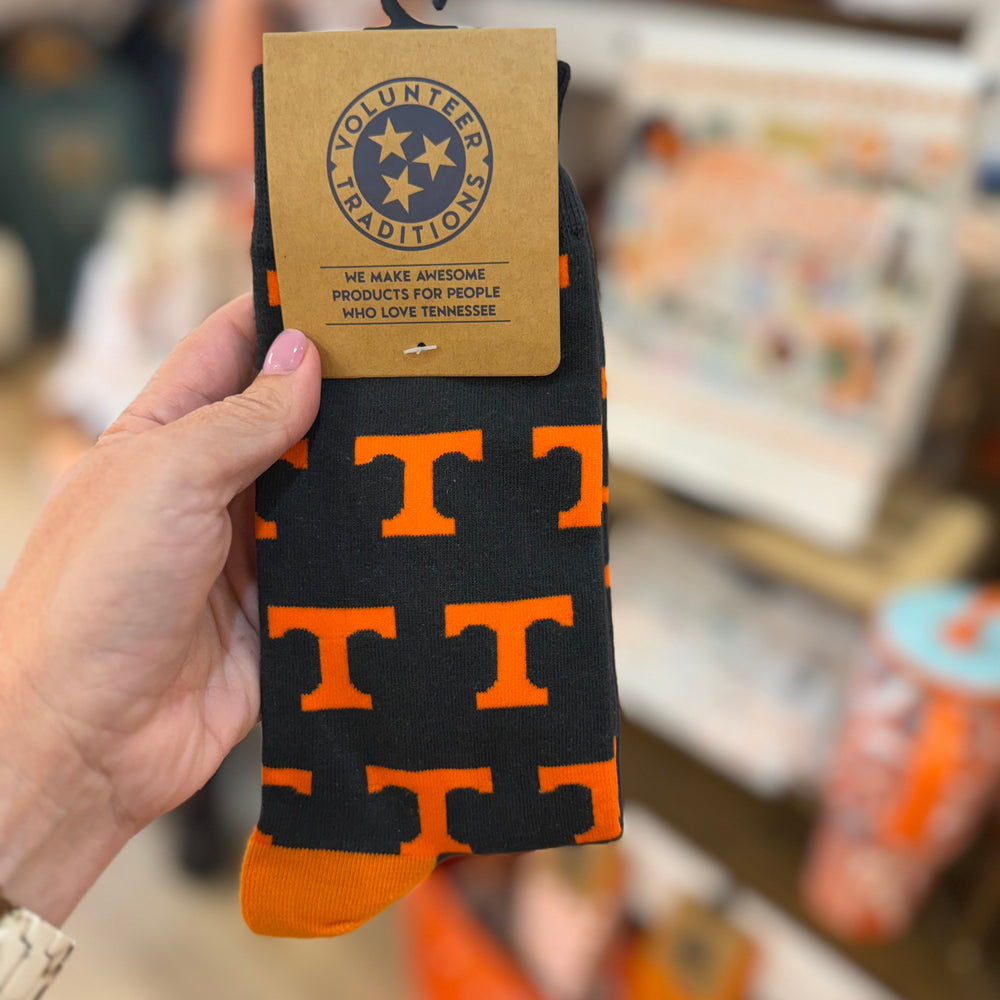 VOLUNTEER
TRADITIONS
WE MAKE AWESOME
PRODUCTS FOR PEOPLE
WHO LOVE TENNESSEE
T T
T T
T T